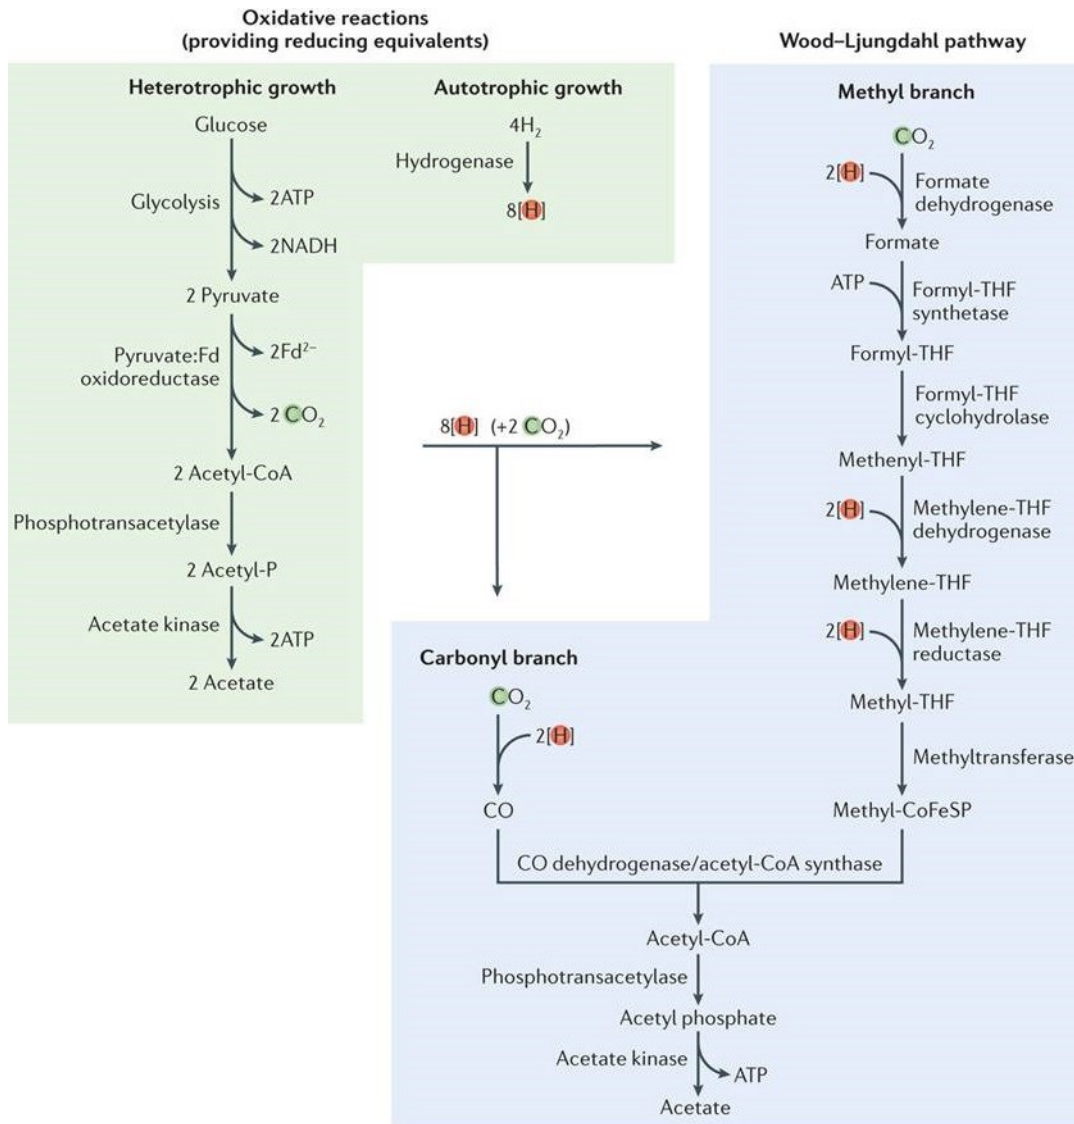 Oxidative reactions
(providing reducing equivalents)
Heterotrophic growth
Glucose
Glycolysis
2ATP
2NADH
2 Pyruvate
Pyruvate:Fd
oxidoreductase
2Fd²⁻
2 CO₂
2 Acetyl-CoA
Phosphotransacetylase
2 Acetyl-P
Acetate kinase
2ATP
2 Acetate
Autotrophic growth
4H₂
Hydrogenase
8[H]
8[H] (+2 CO₂)
Wood–Ljungdahl pathway
Methyl branch
CO₂
2[H]
Formate
dehydrogenase
Formate
ATP
Formyl-THF
synthetase
Formyl-THF
Formyl-THF
cyclohydrolase
Methenyl-THF
2[H]
Methylene-THF
dehydrogenase
Methylene-THF
2[H]
Methylene-THF
reductase
Methyl-THF
Methyltransferase
Methyl-CoFeSP
Carbonyl branch
CO₂
2[H]
CO
CO dehydrogenase/acetyl-CoA synthase
Acetyl-CoA
Phosphotransacetylase
Acetyl phosphate
Acetate kinase
ATP
Acetate